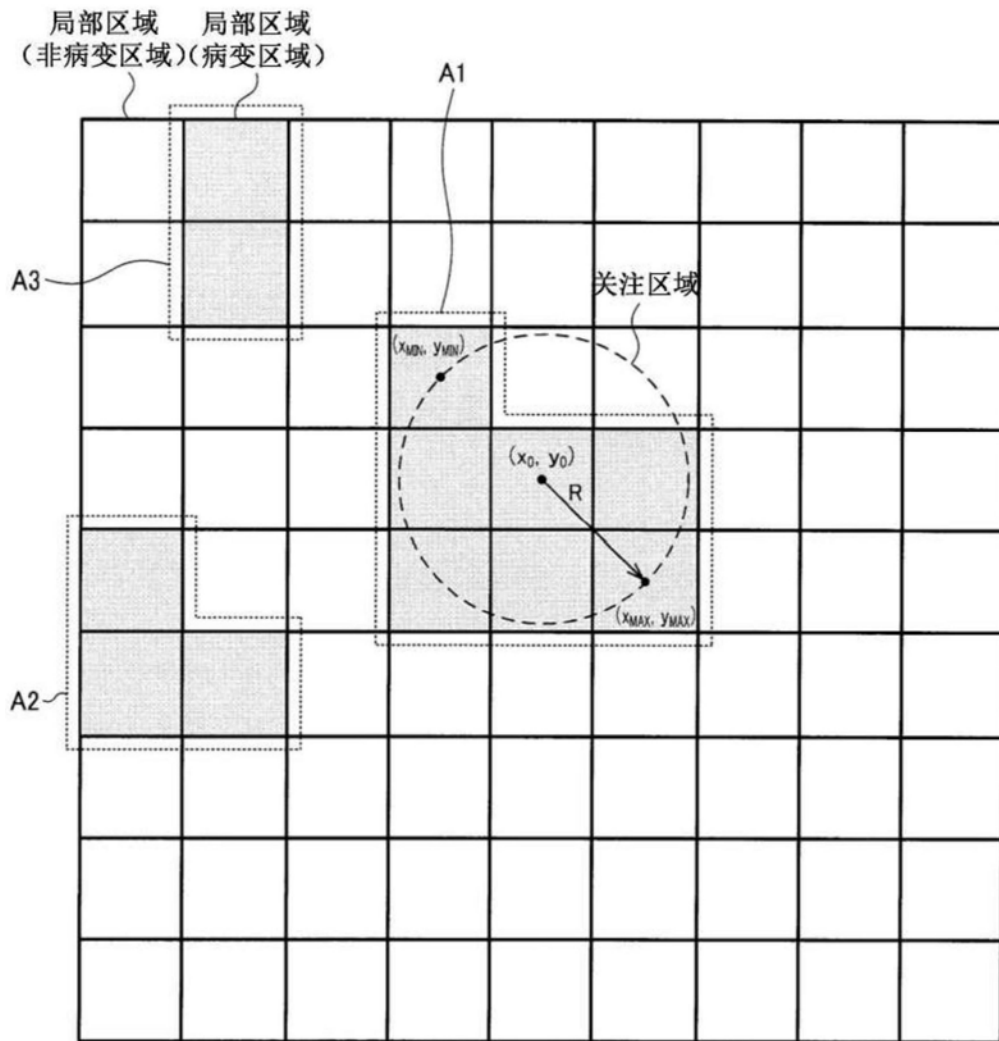 局部区域 局部区域
(非病变区域)(病变区域)
A1
A3
关注区域
(xMIN, yMIN)
(x0, y0)
R
(xMAX, yMAX)
A2